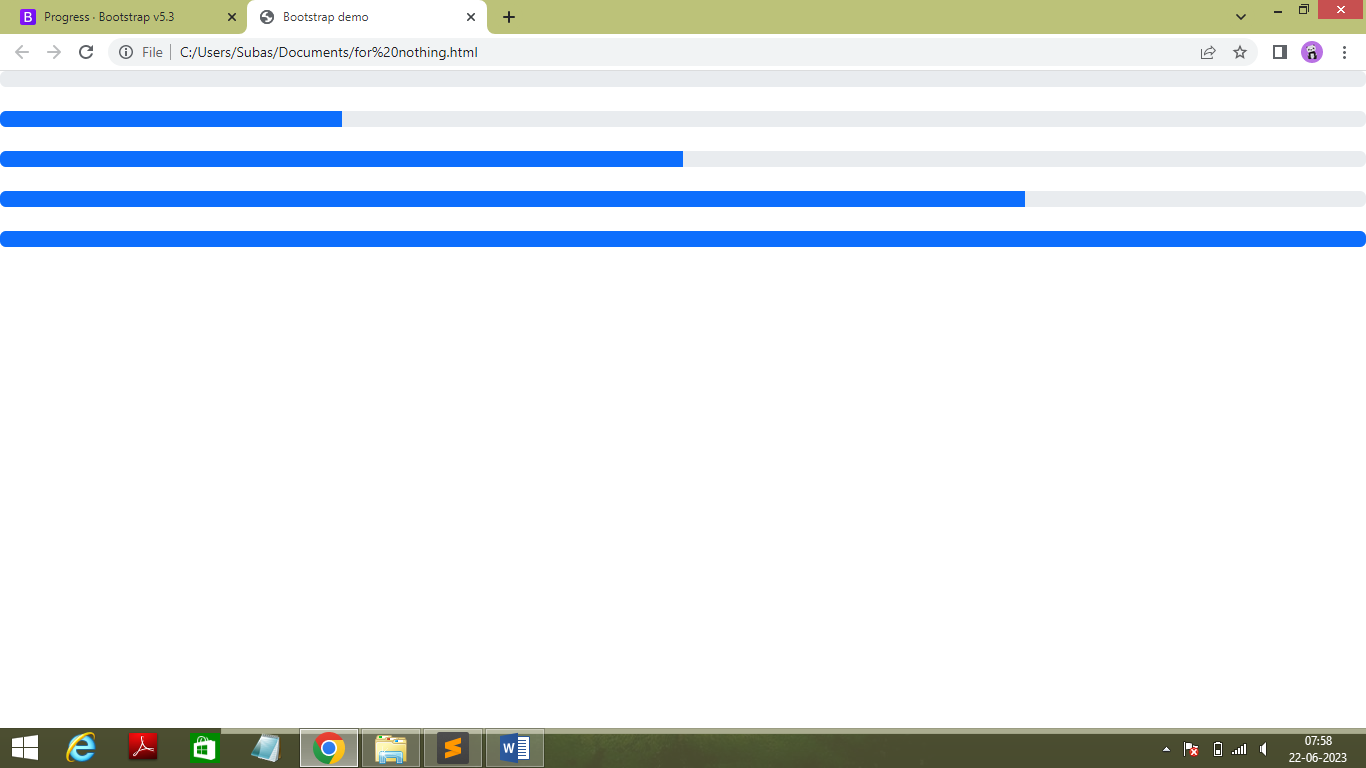 B Progress · Bootstrap v5.3
Bootstrap demo
File C:/Users/Subas/Documents/for%20nothing.html
W
07:58
22-06-2023